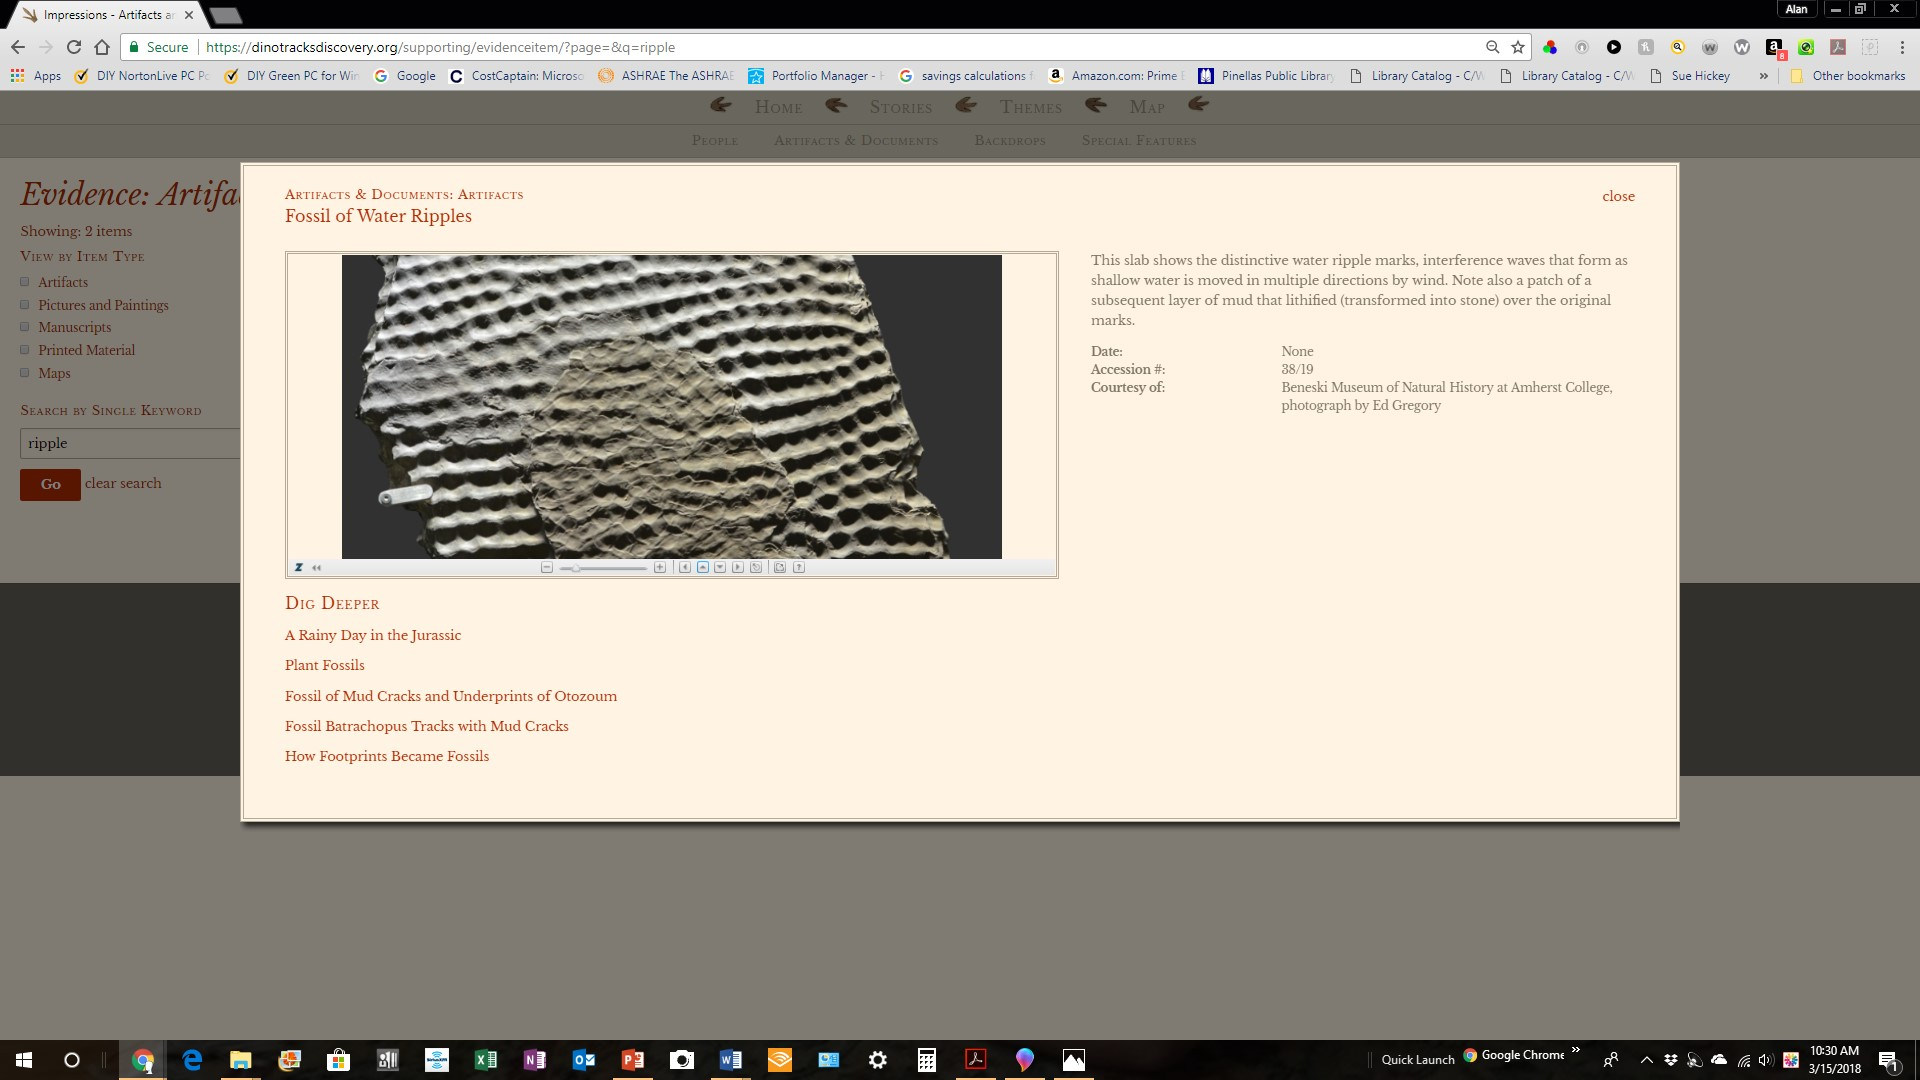 Impressions - Artifacts ar
Alan
Secure
https://dinotracksdiscovery.org/supporting/evidenceitem/?page=&q=ripple
Apps
DIY NortonLive PC Po
DIY Green PC for Win
Google
CostCaptain: Microso
ASHRAE The ASHRAE
Portfolio Manager - H
savings calculations f
Amazon.com: Prime E
Pinellas Public Library
Library Catalog - C/W
Library Catalog - C/W
Sue Hickey
»
Other bookmarks
Home
Stories
Themes
Map
People
Artifacts & Documents
Backdrops
Special Features
Evidence: Artifa
Showing: 2 items
View by Item Type
Artifacts
Pictures and Paintings
Manuscripts
Printed Material
Maps
Search by Single Keyword
ripple
Go clear search
Artifacts & Documents: Artifacts
close
Fossil of Water Ripples
This slab shows the distinctive water ripple marks, interference waves that form as
shallow water is moved in multiple directions by wind. Note also a patch of a
subsequent layer of mud that lithified (transformed into stone) over the original
marks.
Date: None
Accession #: 38/19
Courtesy of: Beneski Museum of Natural History at Amherst College,
photograph by Ed Gregory
Dig Deeper
A Rainy Day in the Jurassic
Plant Fossils
Fossil of Mud Cracks and Underprints of Otozoum
Fossil Batrachopus Tracks with Mud Cracks
How Footprints Became Fossils
Quick Launch
Google Chrome
»
10:30 AM
3/15/2018
1